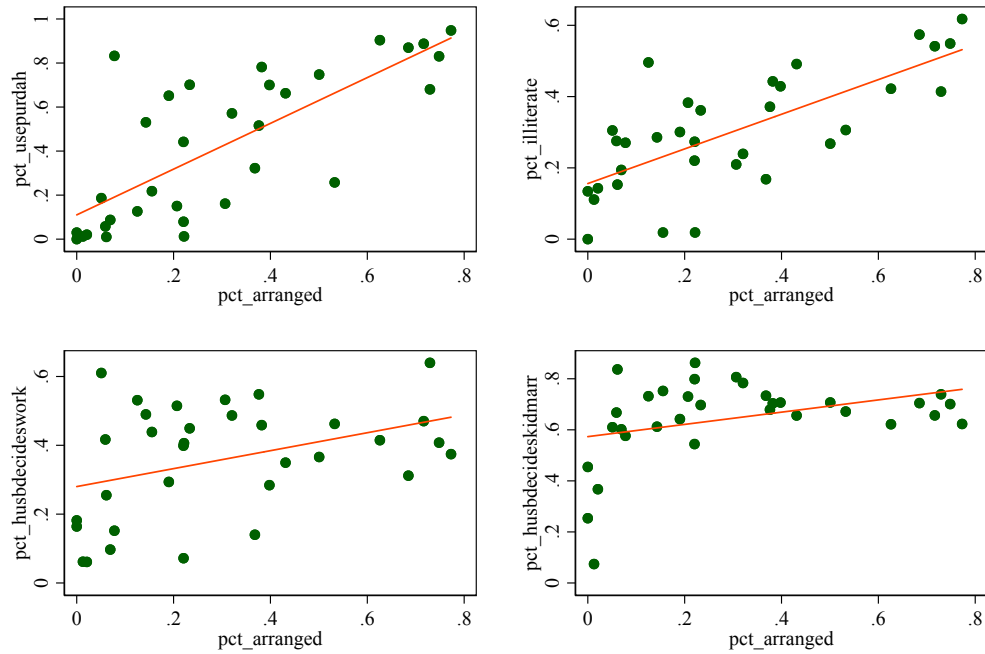 pct_usepurdah
1
.8
.6
.4
.2
0
0 .2 .4 .6 .8
pct_arranged
pct_illiterate
.6
.4
.2
0
0 .2 .4 .6 .8
pct_arranged
pct_husbdecideswork
.6
.4
.2
0
0 .2 .4 .6 .8
pct_arranged
pct_husbdecideskidmarr
.8
.6
.4
.2
0
0 .2 .4 .6 .8
pct_arranged